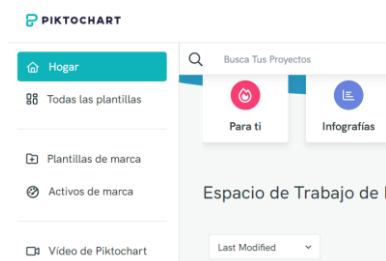 PIKTOCHART
Hogar
Todas las plantillas
Plantillas de marca
Activos de marca
Vídeo de Piktochart
Busca Tus Proyectos
Para ti
Infografías
Espacio de Trabajo de
Last Modified